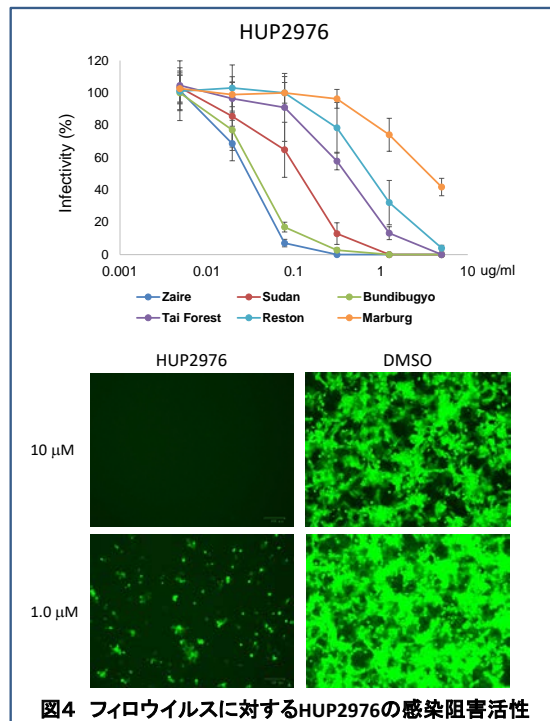 HUP2976
120
100
80
60
40
20
0
Infectivity (%)
0.001 0.01 0.1 1 10 ug/ml
Zaire Sudan Bundibugyo
Tai Forest Reston Marburg
HUP2976 DMSO
10 μM
1.0 μM
図4 フィロウイルスに対するHUP2976の感染阻害活性